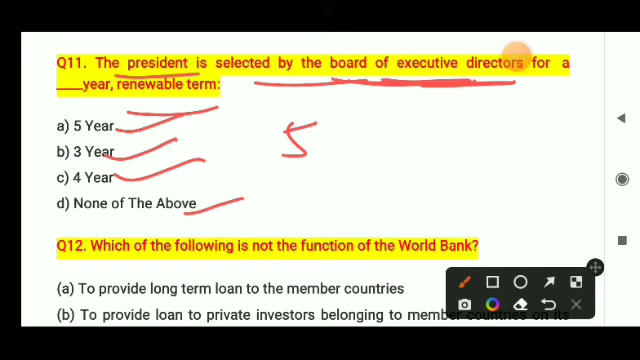 Q11. The president is selected by the board of executive directors for a
____year, renewable term:
a) 5 Year
b) 3 Year
c) 4 Year
d) None of The Above
5
Q12. Which of the following is not the function of the World Bank?
(a) To provide long term loan to the member countries
(b) To provide loan to private investors belonging to member countries on its